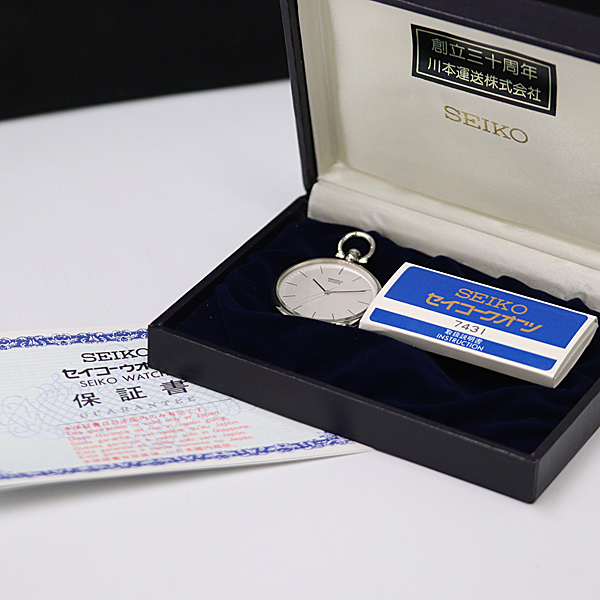 創立三十周年
川本運送株式会社
SEIKO
SEIKO
セイコークオーツ
7431
取扱説明書
INSTRUCTION
SEIKO
SEIKO
セイコークオ
SEIKO WATCH
保証書
GUARANTEE